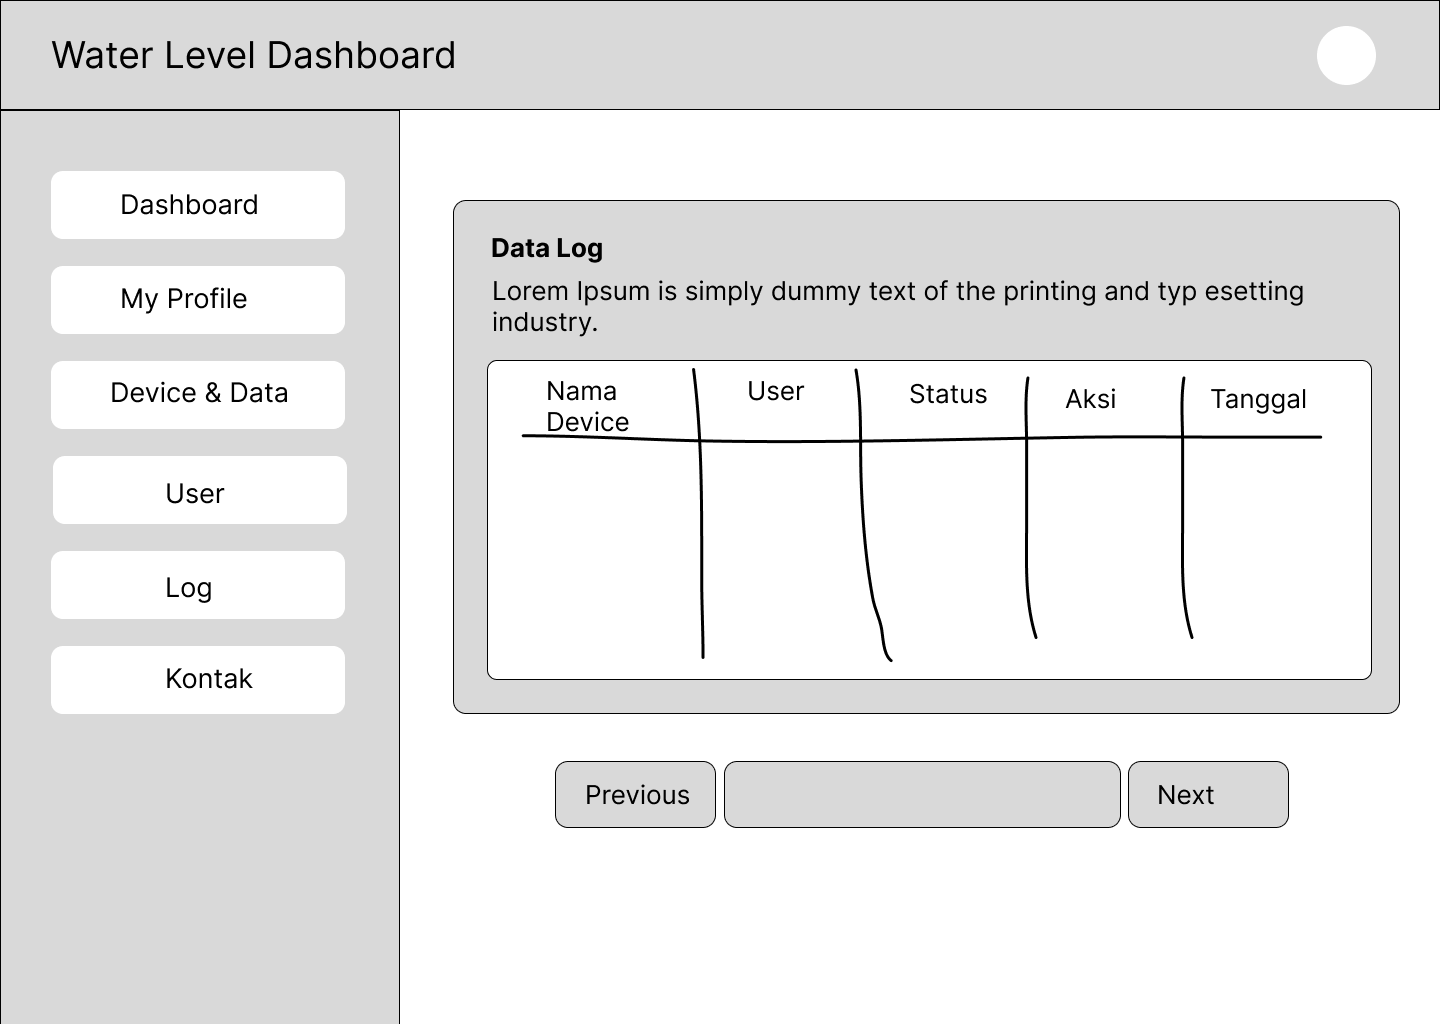 Water Level Dashboard
Dashboard
My Profile
Device & Data
User
Log
Kontak
Data Log
Lorem Ipsum is simply dummy text of the printing and typ esetting
industry.
Nama
Device
User
Status
Aksi
Tanggal
Previous
Next